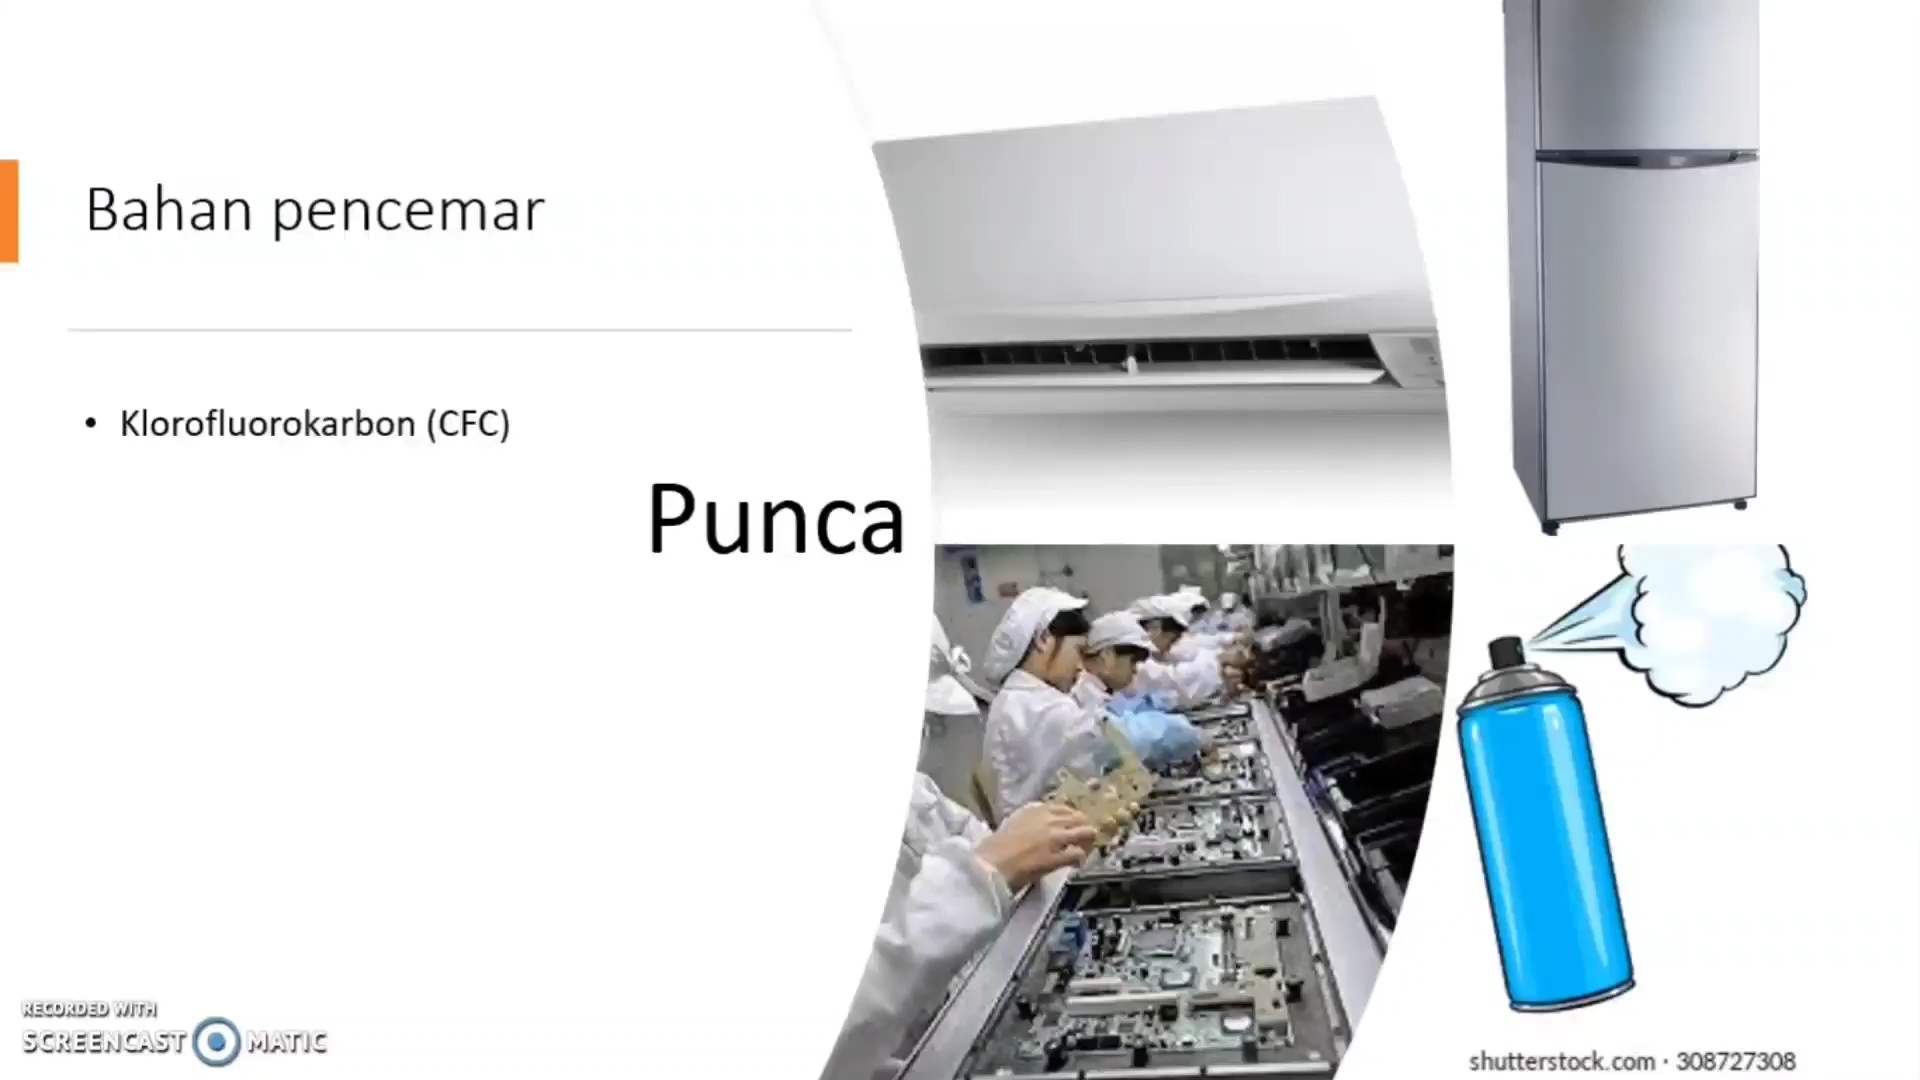 Bahan pencemar
• Klorofluorokarbon (CFC)
Punca
RECORDED WITH
SCREENCAST MATIC
shutterstock.com · 308727308